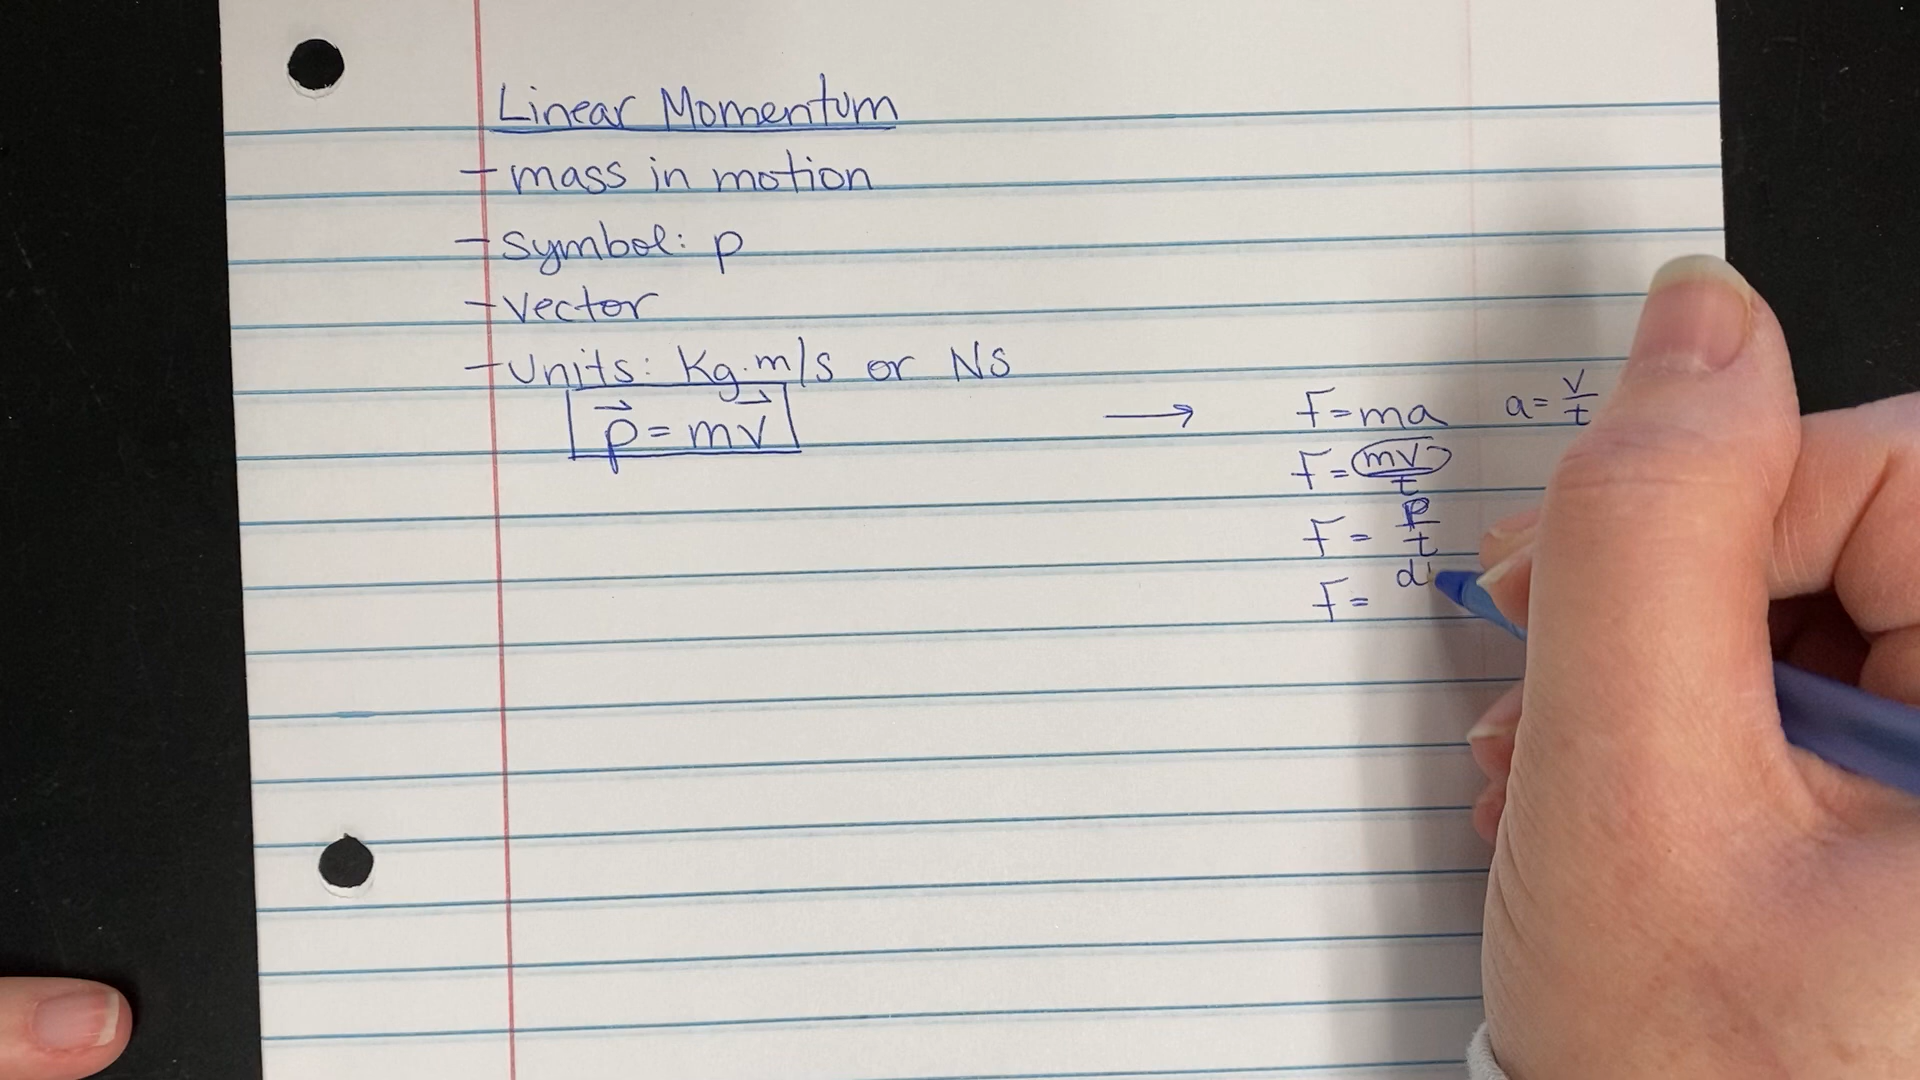 Linear Momentum
- mass in motion
- symbol: p
- Vector
- Units: Kg·m/s or Ns
p⃗ = mv⃗ → F=ma a=v/t
F=mv/t
F= p/t
F= d